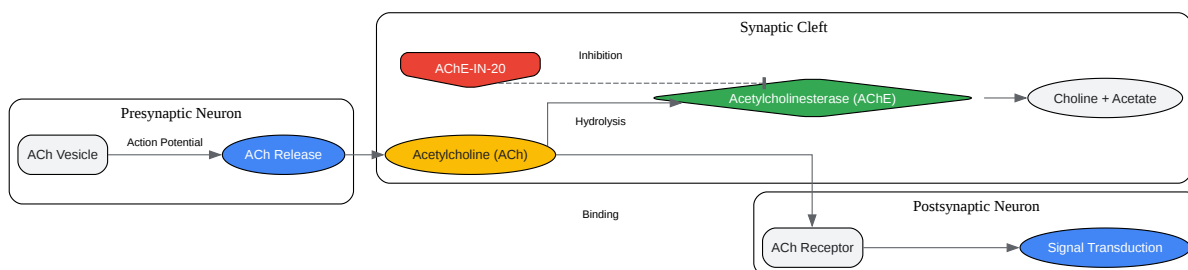 Synaptic Cleft
AChE-IN-20
Inhibition
Acetylcholinesterase (AChE)
Choline + Acetate
Presynaptic Neuron
Hydrolysis
ACh Vesicle
Action Potential
ACh Release
Acetylcholine (ACh)
Binding
Postsynaptic Neuron
ACh Receptor
Signal Transduction